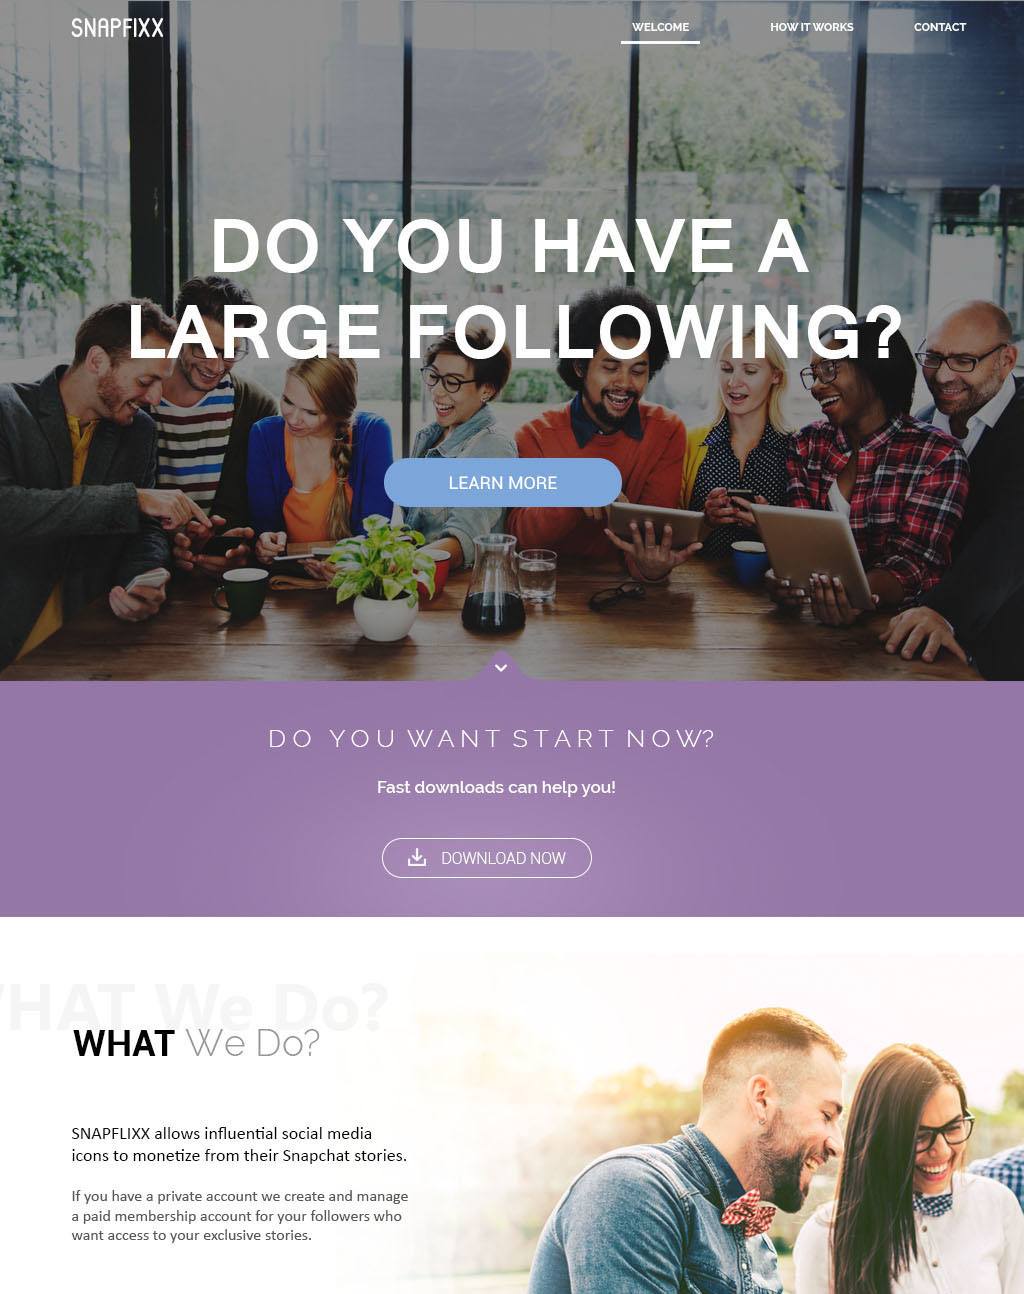 SNAPFIXX
WELCOME
HOW IT WORKS
CONTACT
DO YOU HAVE A
LARGE FOLLOWING?
LEARN MORE
DO YOU WANT START NOW?
Fast downloads can help you!
DOWNLOAD NOW
WHAT We Do?
WHAT We Do?
SNAPFLIXX allows influential social media
icons to monetize from their Snapchat stories.
If you have a private account we create and manage
a paid membership account for your followers who
want access to your exclusive stories.